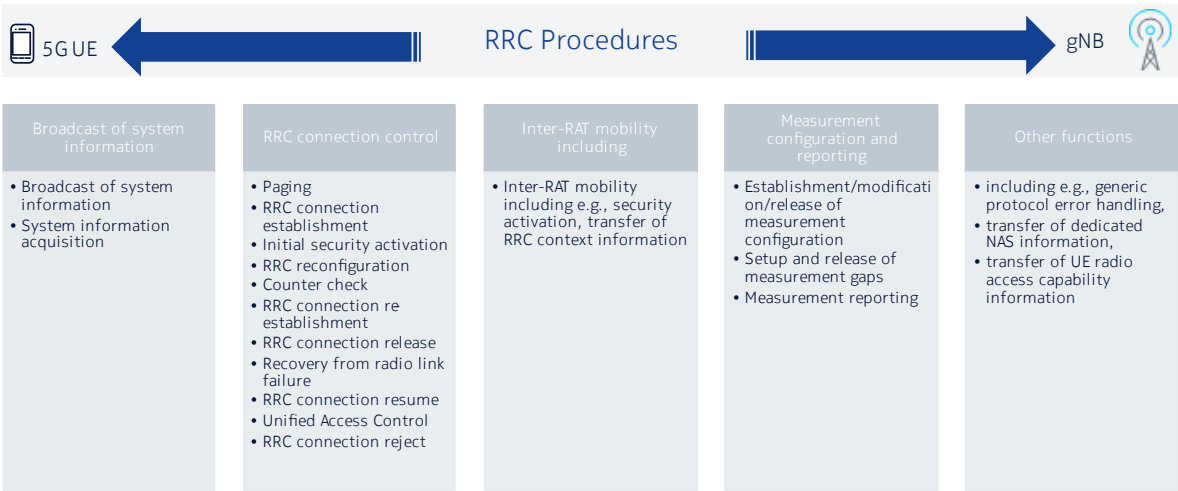 5G UE
RRC Procedures
gNB
Broadcast of system
information
• Broadcast of system
information
• System information
acquisition
RRC connection control
• Paging
• RRC connection
establishment
• Initial security activation
• RRC reconfiguration
• Counter check
• RRC connection re
establishment
• RRC connection release
• Recovery from radio link
failure
• RRC connection resume
• Unified Access Control
• RRC connection reject
Inter-RAT mobility
including
• Inter-RAT mobility
including e.g., security
activation, transfer of
RRC context information
Measurement
configuration and
reporting
• Establishment/modificati
on/release of
measurement
configuration
• Setup and release of
measurement gaps
• Measurement reporting
Other functions
• including e.g., generic
protocol error handling,
• transfer of dedicated
NAS information,
• transfer of UE radio
access capability
information